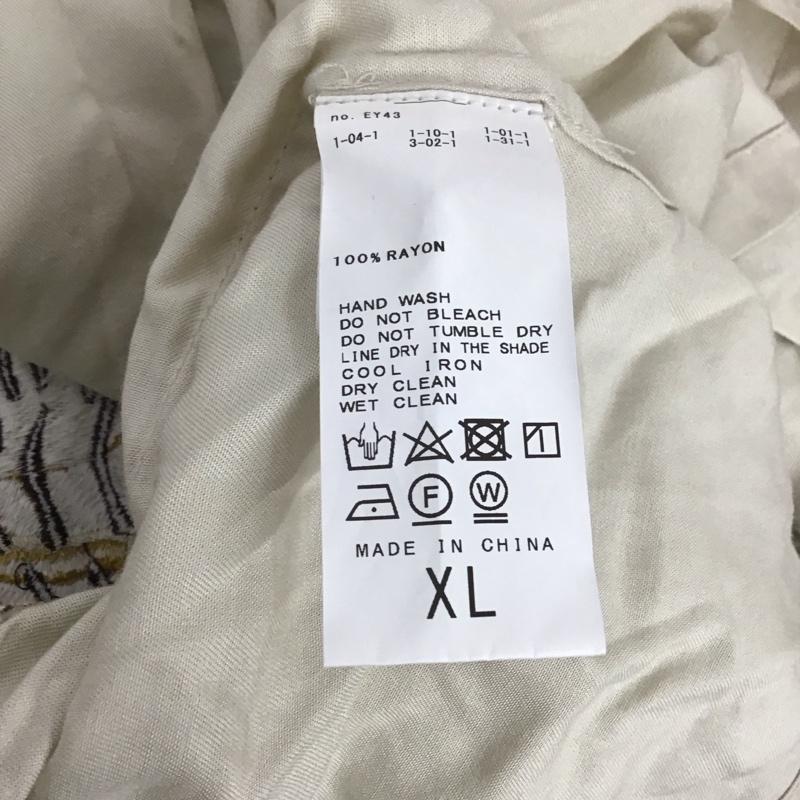 no. EY43
1-04-1 1-10-1 1-01-1
3-02-1 1-31-1
100% RAYON
HAND WASH
DO NOT BLEACH
DO NOT TUMBLE DRY
LINE DRY IN THE SHADE
COOL IRON
DRY CLEAN
WET CLEAN
F W
MADE IN CHINA
XL